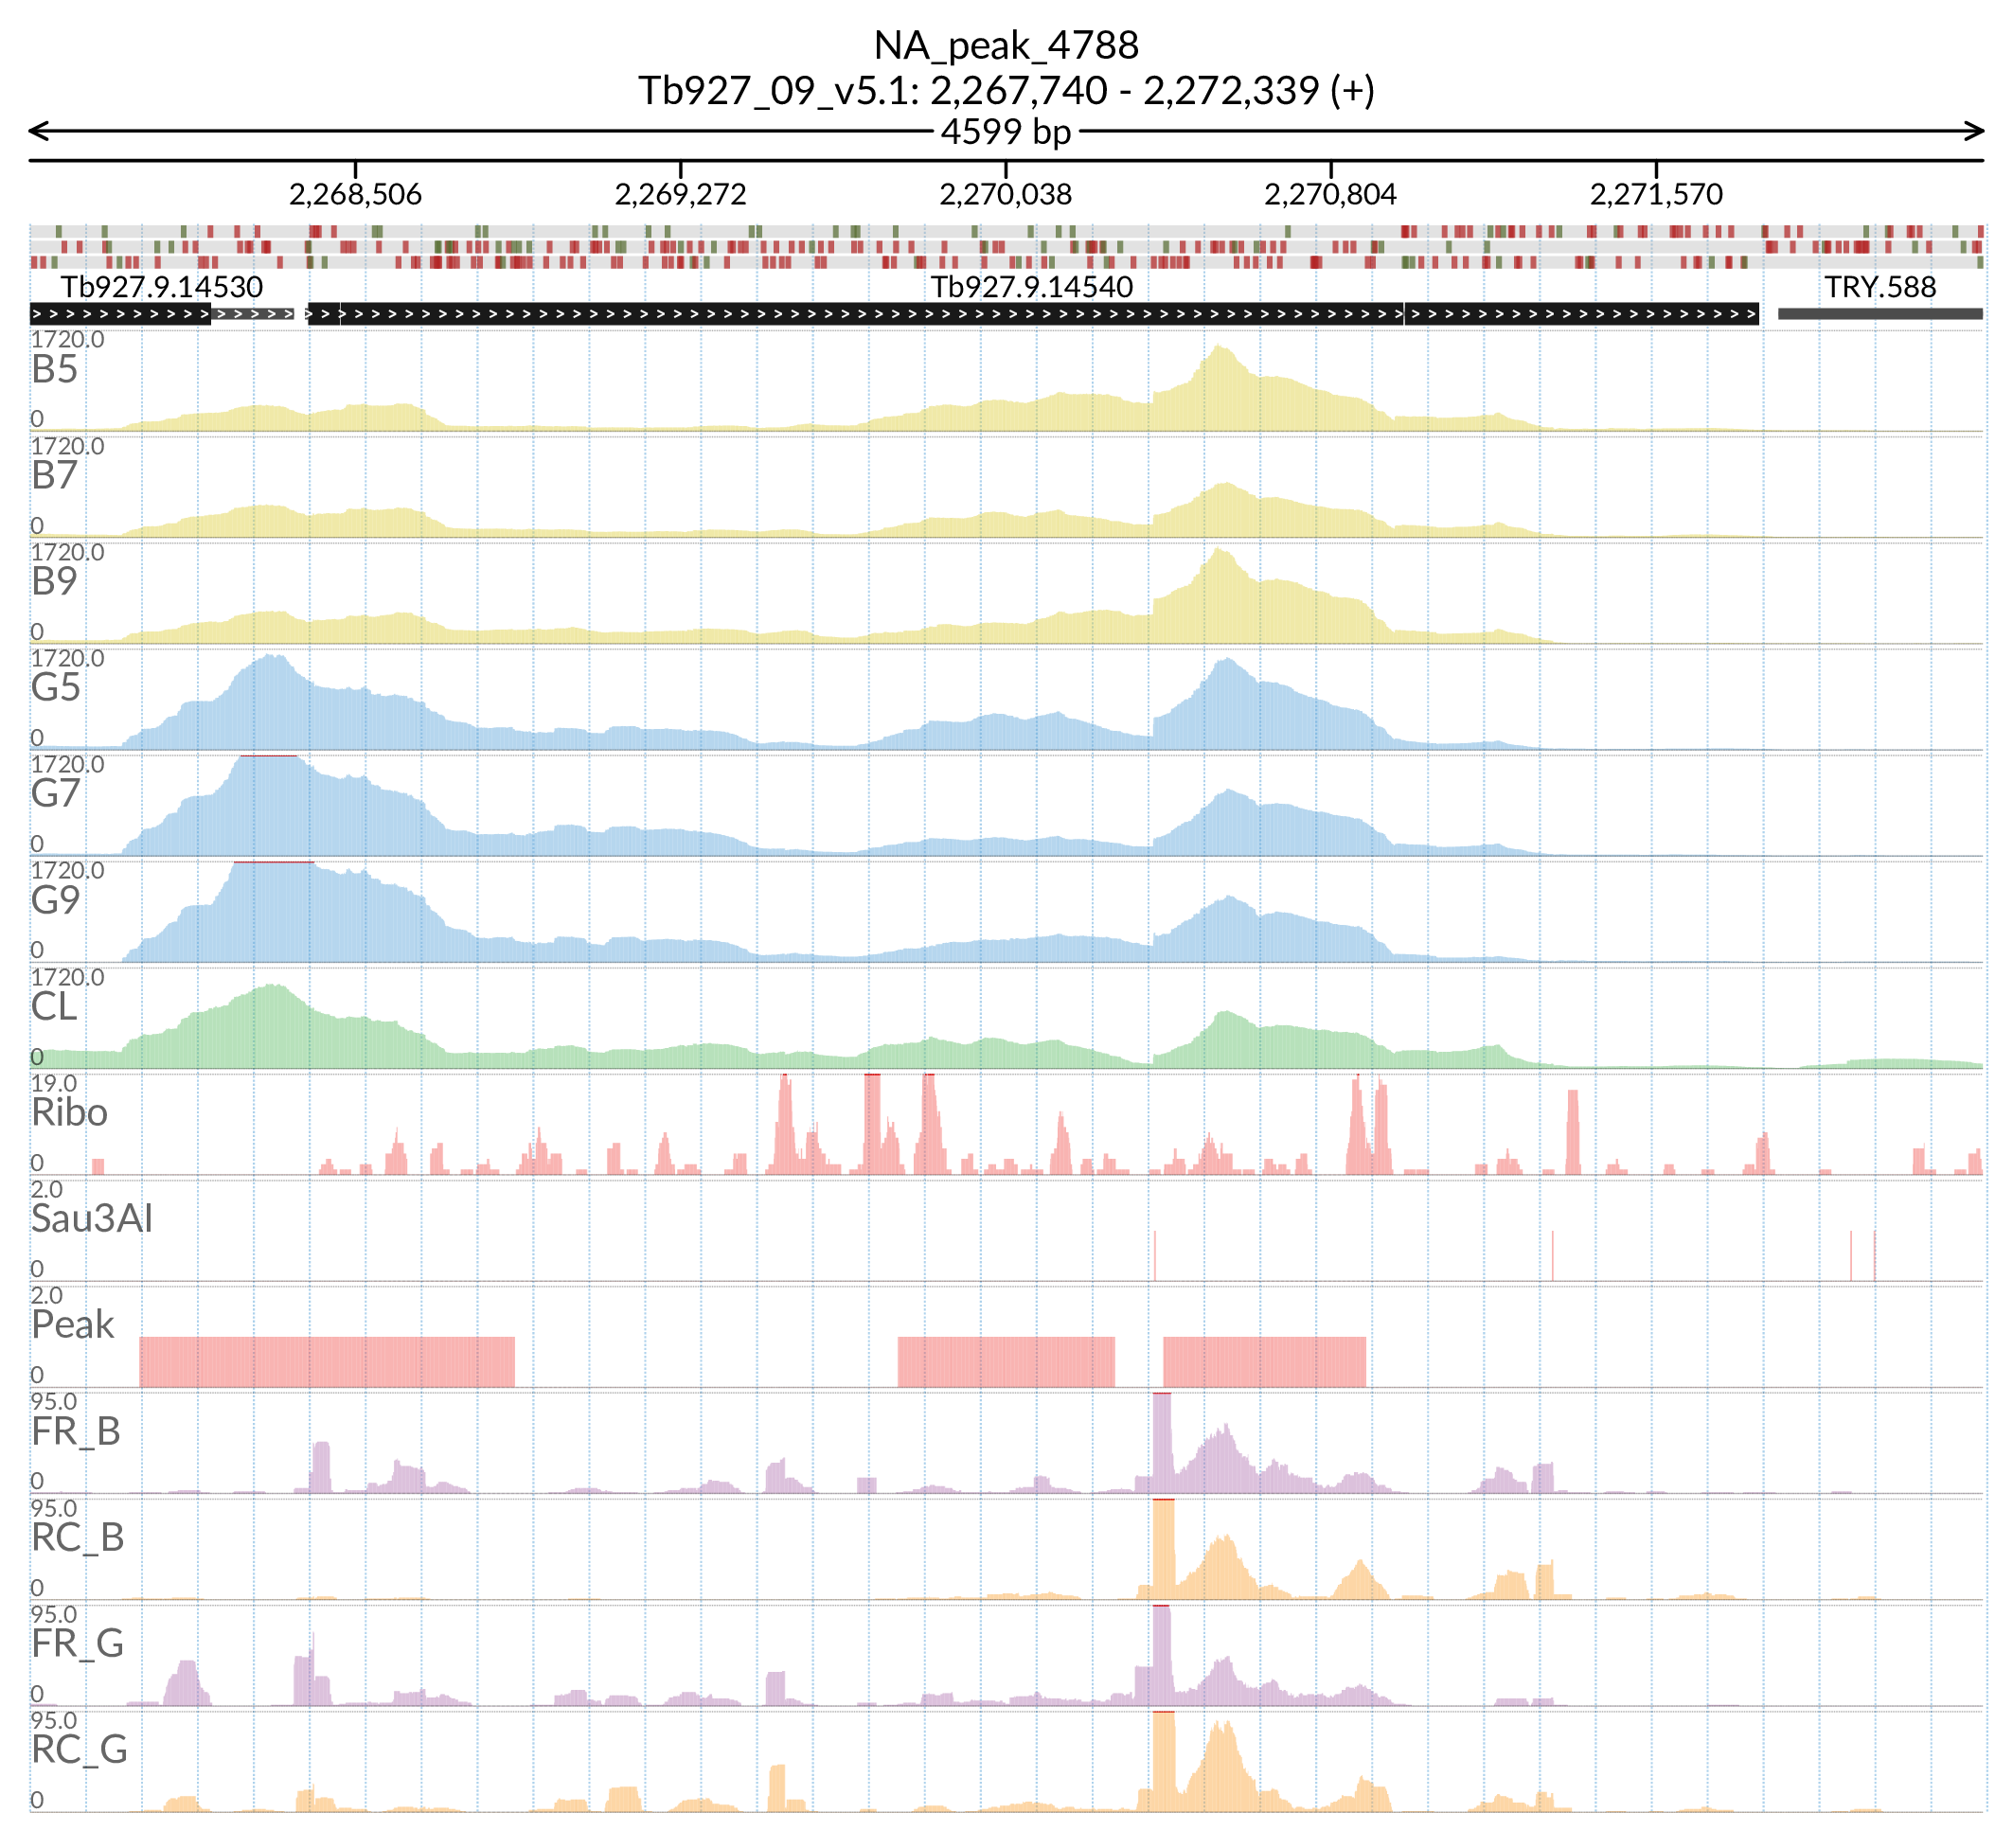 NA_peak_4788
Tb927_09_v5.1: 2,267,740 - 2,272,339 (+)
4599 bp
2,268,506 2,269,272 2,270,038 2,270,804 2,271,570
Tb927.9.14530 Tb927.9.14540 TRY.588
1720.0
B5
0
1720.0
B7
0
1720.0
B9
0
1720.0
G5
0
1720.0
G7
0
1720.0
G9
0
1720.0
CL
0
19.0
Ribo
0
2.0
Sau3AI
0
2.0
Peak
0
95.0
FR_B
0
95.0
RC_B
0
95.0
FR_G
0
95.0
RC_G
0